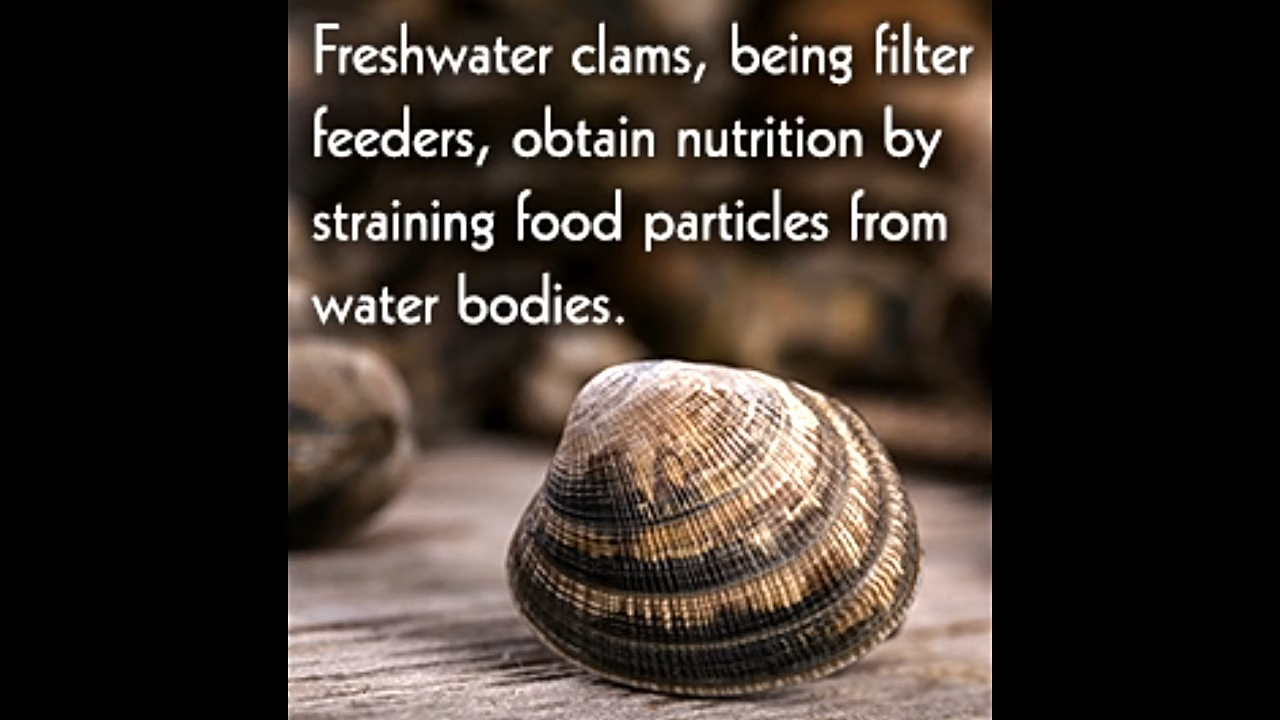 Freshwater clams, being filter
feeders, obtain nutrition by
straining food particles from
water bodies.